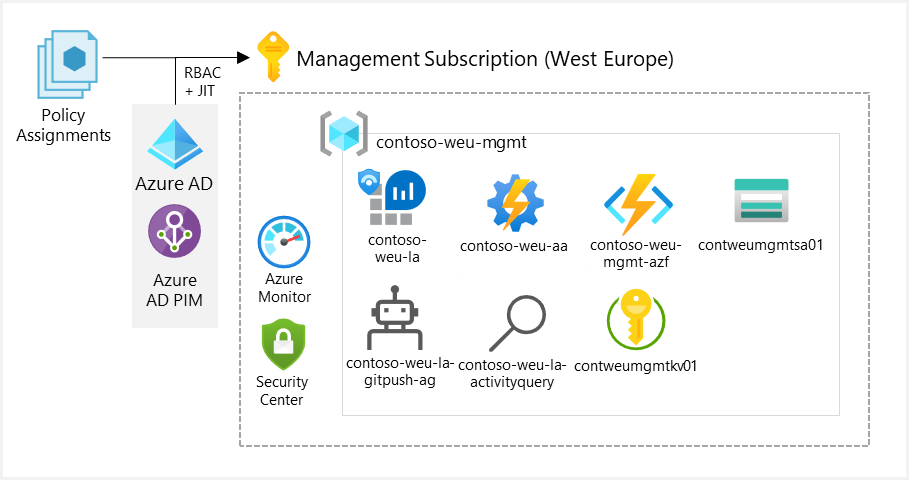 Policy
Assignments
RBAC
+ JIT
Management Subscription (West Europe)
Azure AD
Azure
AD PIM
Azure
Monitor
Security
Center
contoso-weu-mgmt
contoso-
weu-la
contoso-weu-aa
contoso-weu-
mgmt-azf
contweumgmtsa01
contoso-weu-la-
gitpush-ag
contoso-weu-la-
activityquery
contweumgmtkv01